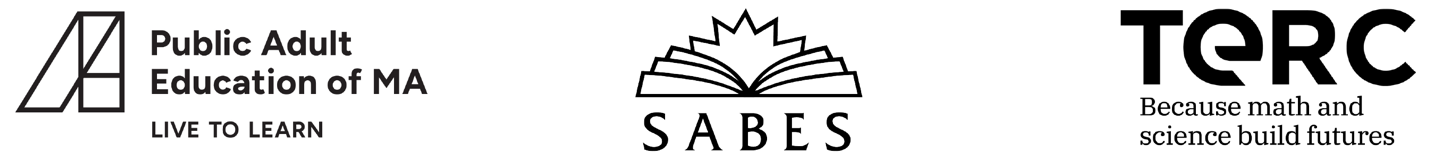 Public Adult
Education of MA
LIVE TO LEARN
SABES
TERC
Because math and
science build futures